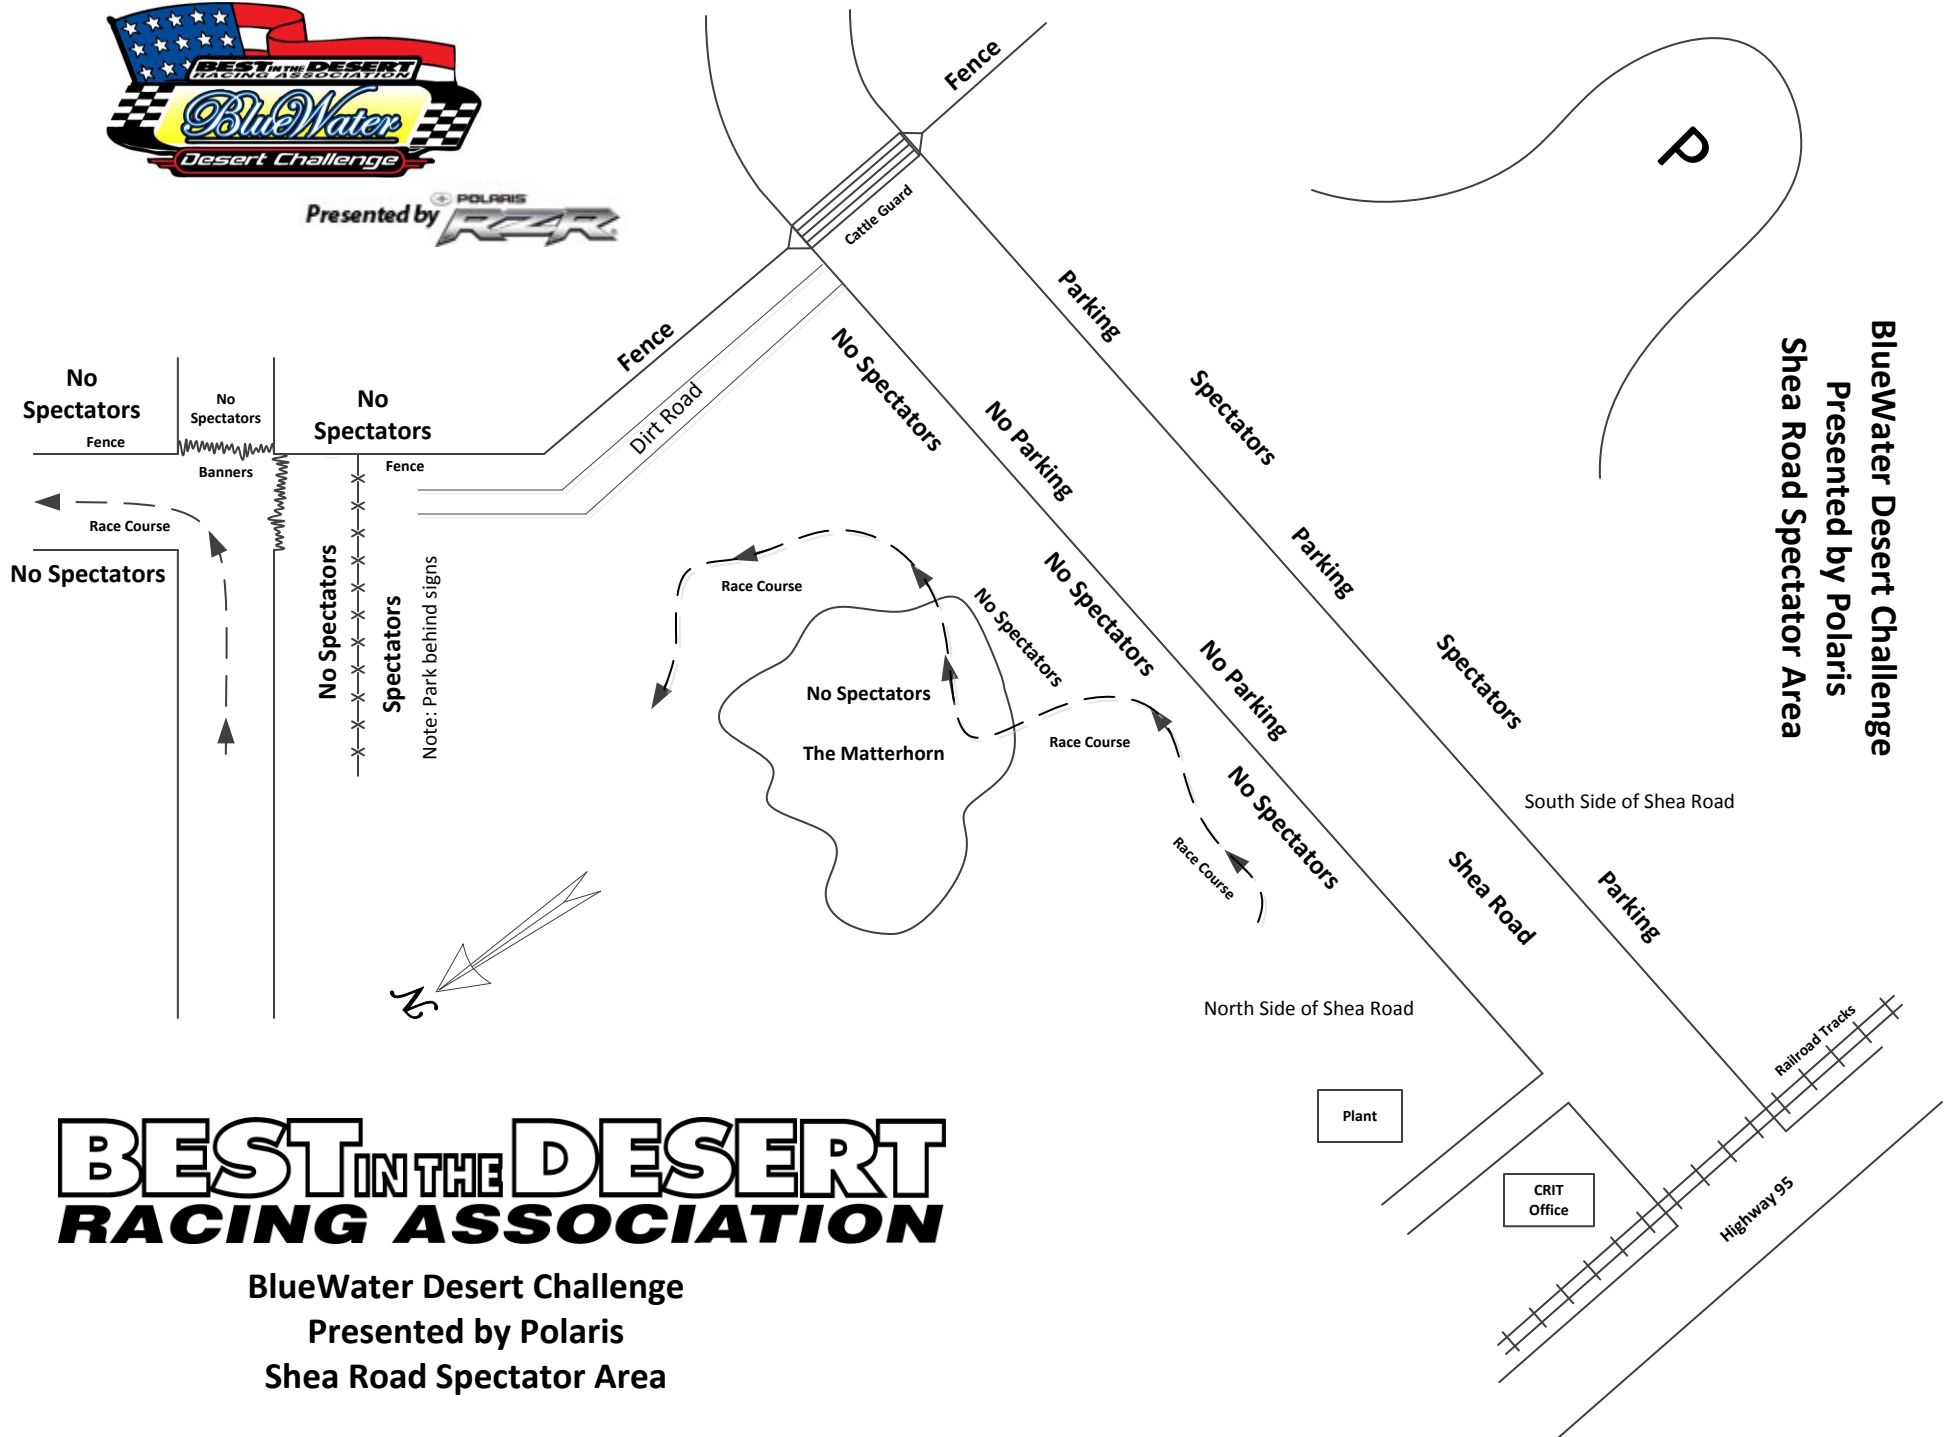 BEST IN THE DESERT
RACING ASSOCIATION
BlueWater
Desert Challenge
Presented by
POLARIS
RZR
Fence
P
Cattle Guard
Fence
Dirt Road
No
Spectators
Fence
No
Spectators
Banners
No
Spectators
Fence
Race Course
No Spectators
No Spectators
Spectators
Note: Park behind signs
Parking
Spectators
Parking
Spectators
Parking
No Spectators
No Parking
No Spectators
No Parking
No Spectators
Shea Road
Race Course
No Spectators
No Spectators
The Matterhorn
Race Course
Race Course
South Side of Shea Road
North Side of Shea Road
N
Plant
CRIT
Office
Railroad Tracks
Highway 95
BlueWater Desert Challenge
Presented by Polaris
Shea Road Spectator Area
BEST IN THE DESERT
RACING ASSOCIATION
BlueWater Desert Challenge
Presented by Polaris
Shea Road Spectator Area